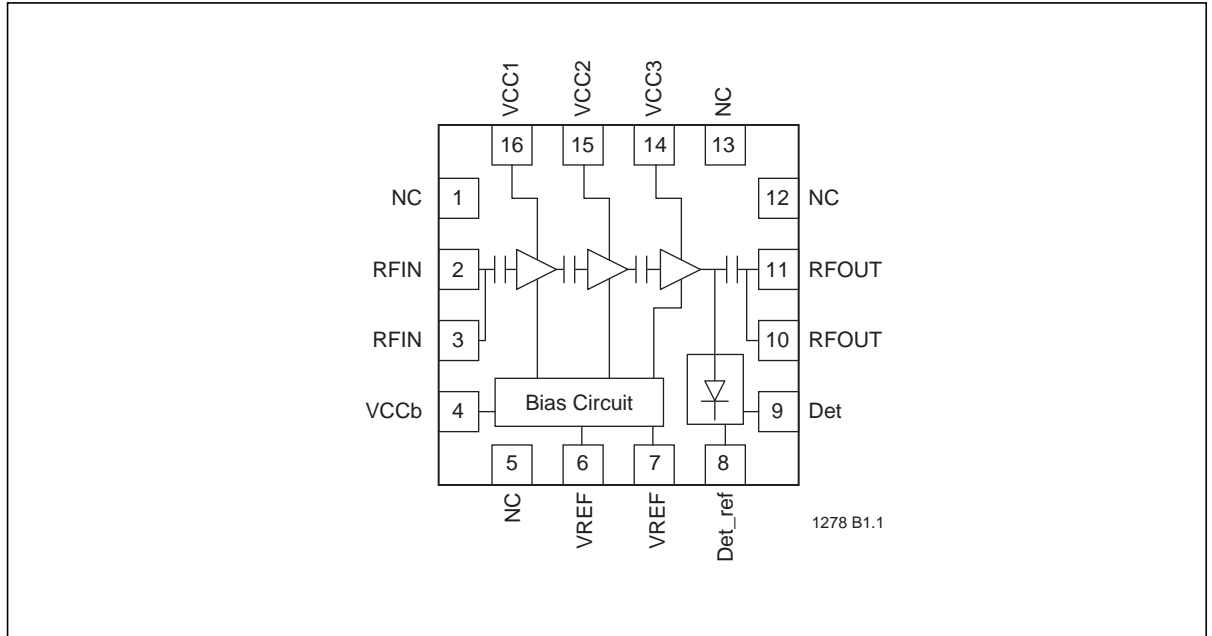 VCC1
VCC2
VCC3
NC
16
15
14
13
NC
1
12
NC
RFIN
2
11
RFOUT
RFIN
3
10
RFOUT
VCCb
4
Bias Circuit
9
Det
5
6
7
8
NC
VREF
VREF
Det_ref
1278 B1.1